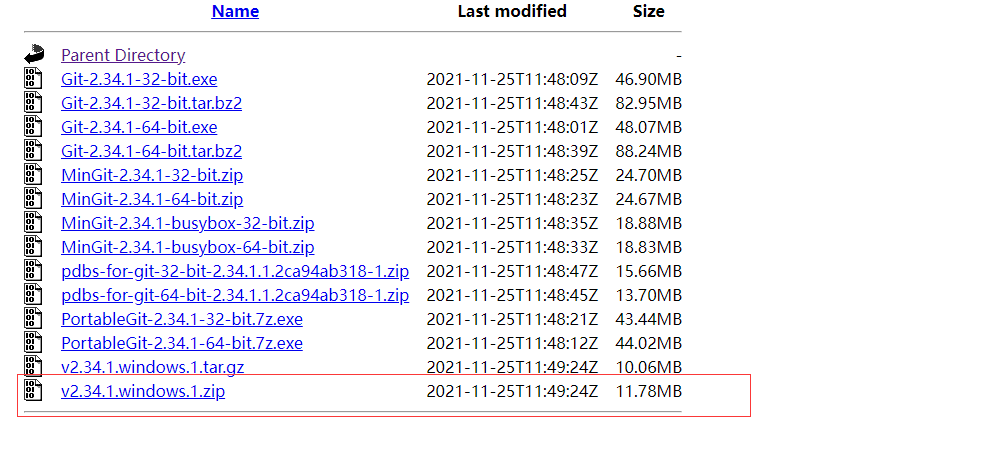 Name Last modified Size
Parent Directory -
Git-2.34.1-32-bit.exe 2021-11-25T11:48:09Z 46.90MB
Git-2.34.1-32-bit.tar.bz2 2021-11-25T11:48:43Z 82.95MB
Git-2.34.1-64-bit.exe 2021-11-25T11:48:01Z 48.07MB
Git-2.34.1-64-bit.tar.bz2 2021-11-25T11:48:39Z 88.24MB
MinGit-2.34.1-32-bit.zip 2021-11-25T11:48:25Z 24.70MB
MinGit-2.34.1-64-bit.zip 2021-11-25T11:48:23Z 24.67MB
MinGit-2.34.1-busybox-32-bit.zip 2021-11-25T11:48:35Z 18.88MB
MinGit-2.34.1-busybox-64-bit.zip 2021-11-25T11:48:33Z 18.83MB
pdbs-for-git-32-bit-2.34.1.1.2ca94ab318-1.zip 2021-11-25T11:48:47Z 15.66MB
pdbs-for-git-64-bit-2.34.1.1.2ca94ab318-1.zip 2021-11-25T11:48:45Z 13.70MB
PortableGit-2.34.1-32-bit.7z.exe 2021-11-25T11:48:21Z 43.44MB
PortableGit-2.34.1-64-bit.7z.exe 2021-11-25T11:48:12Z 44.02MB
v2.34.1.windows.1.tar.gz 2021-11-25T11:49:24Z 10.06MB
v2.34.1.windows.1.zip 2021-11-25T11:49:24Z 11.78MB